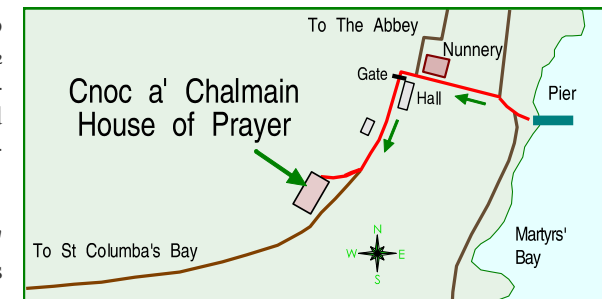 To The Abbey
Nunnery
Gate
Hall
Pier
Cnoc a' Chalmain
House of Prayer
N
W E
S
To St Columba's Bay
Martyrs'
Bay